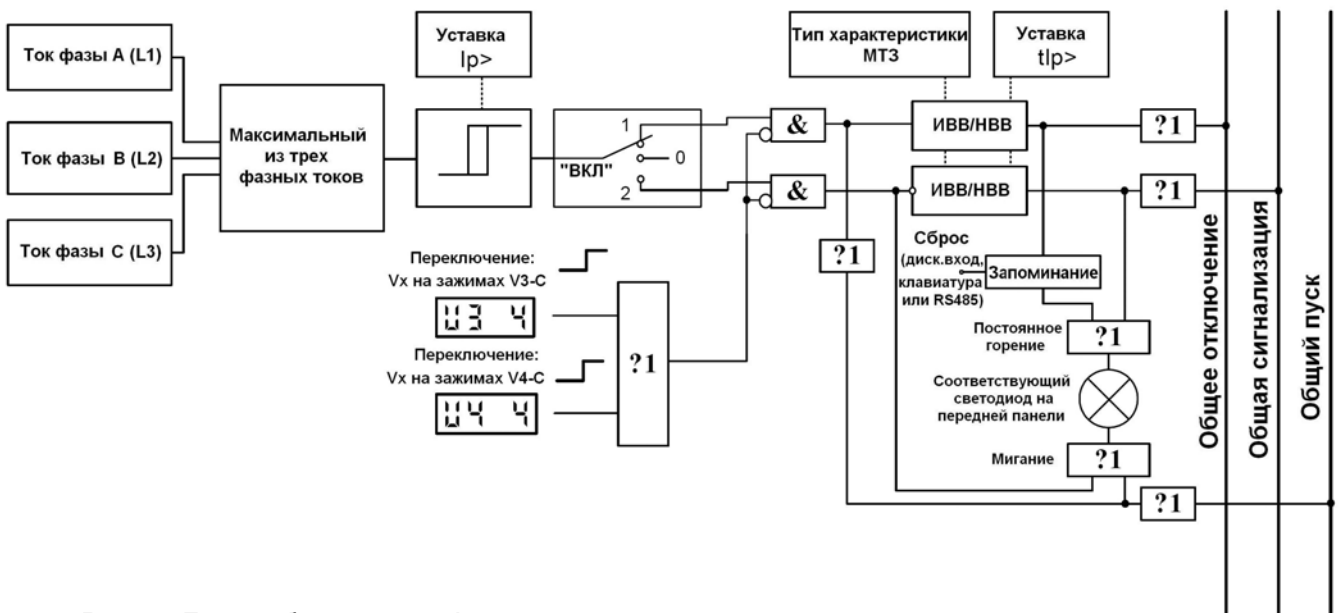 Ток фазы А (L1)
Ток фазы В (L2)
Ток фазы С (L3)
Максимальный
из трех
фазных токов
Уставка
Iр>
"ВКЛ"
1
0
2
Тип характеристики
МТЗ
Уставка
tIр>
&
&
ИВВ/НВВ
ИВВ/НВВ
?1
?1
?1
Сброс
(диск.вход,
клавиатура
или RS485)
Запоминание
Переключение:
Vx на зажимах V3-C
U3 4
Переключение:
Vx на зажимах V4-C
U4 4
?1
Постоянное
горение
?1
Соответствующий
светодиод на
передней панели
Мигание
?1
?1
Общее отключение
Общая сигнализация
Общий пуск